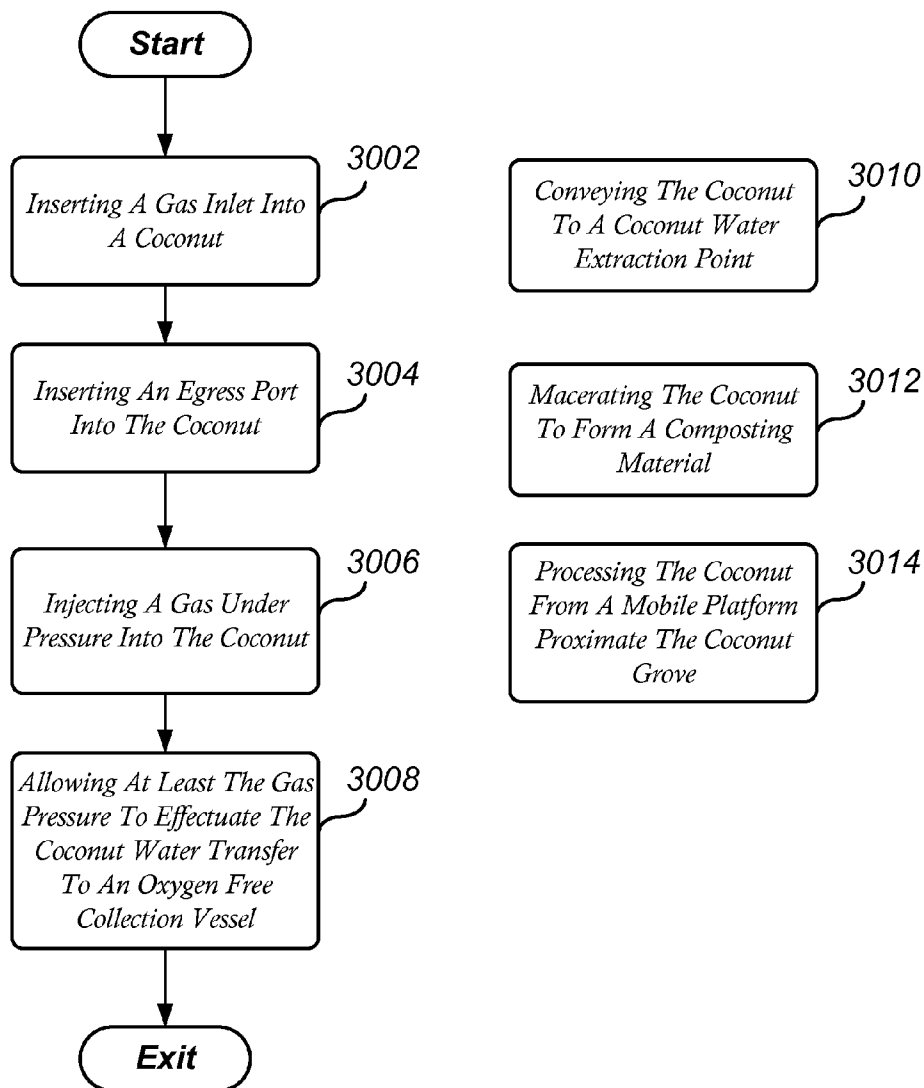 Start
3002
Inserting A Gas Inlet Into
A Coconut
3004
Inserting An Egress Port
Into The Coconut
3006
Injecting A Gas Under
Pressure Into The Coconut
3008
Allowing At Least The Gas
Pressure To Effectuate The
Coconut Water Transfer
To An Oxygen Free
Collection Vessel
Exit
3010
Conveying The Coconut
To A Coconut Water
Extraction Point
3012
Macerating The Coconut
To Form A Composting
Material
3014
Processing The Coconut
From A Mobile Platform
Proximate The Coconut
Grove